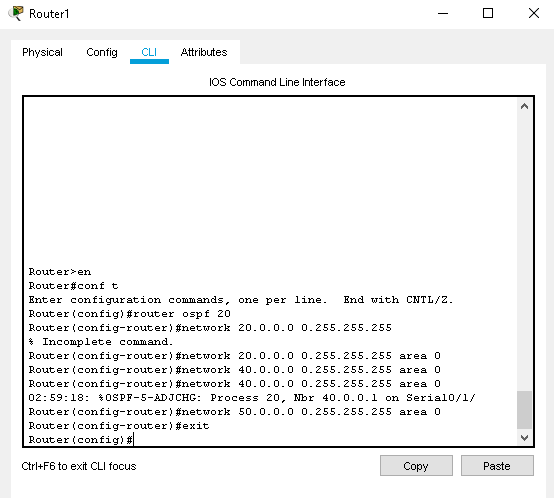 Router1
Physical Config CLI Attributes
IOS Command Line Interface
Router>en
Router#conf t
Enter configuration commands, one per line.  End with CNTL/Z.
Router(config)#router ospf 20
Router(config-router)#network 20.0.0.0 0.255.255.255
% Incomplete command.
Router(config-router)#network 20.0.0.0 0.255.255.255 area 0
Router(config-router)#network 40.0.0.0 0.255.255.255 area 0
Router(config-router)#network 40.0.0.0 0.255.255.255 area 0
02:59:18: %OSPF-5-ADJCHG: Process 20, Nbr 40.0.0.1 on Serial0/1/
Router(config-router)#network 50.0.0.0 0.255.255.255 area 0
Router(config-router)#exit
Router(config)#
Ctrl+F6 to exit CLI focus
Copy Paste